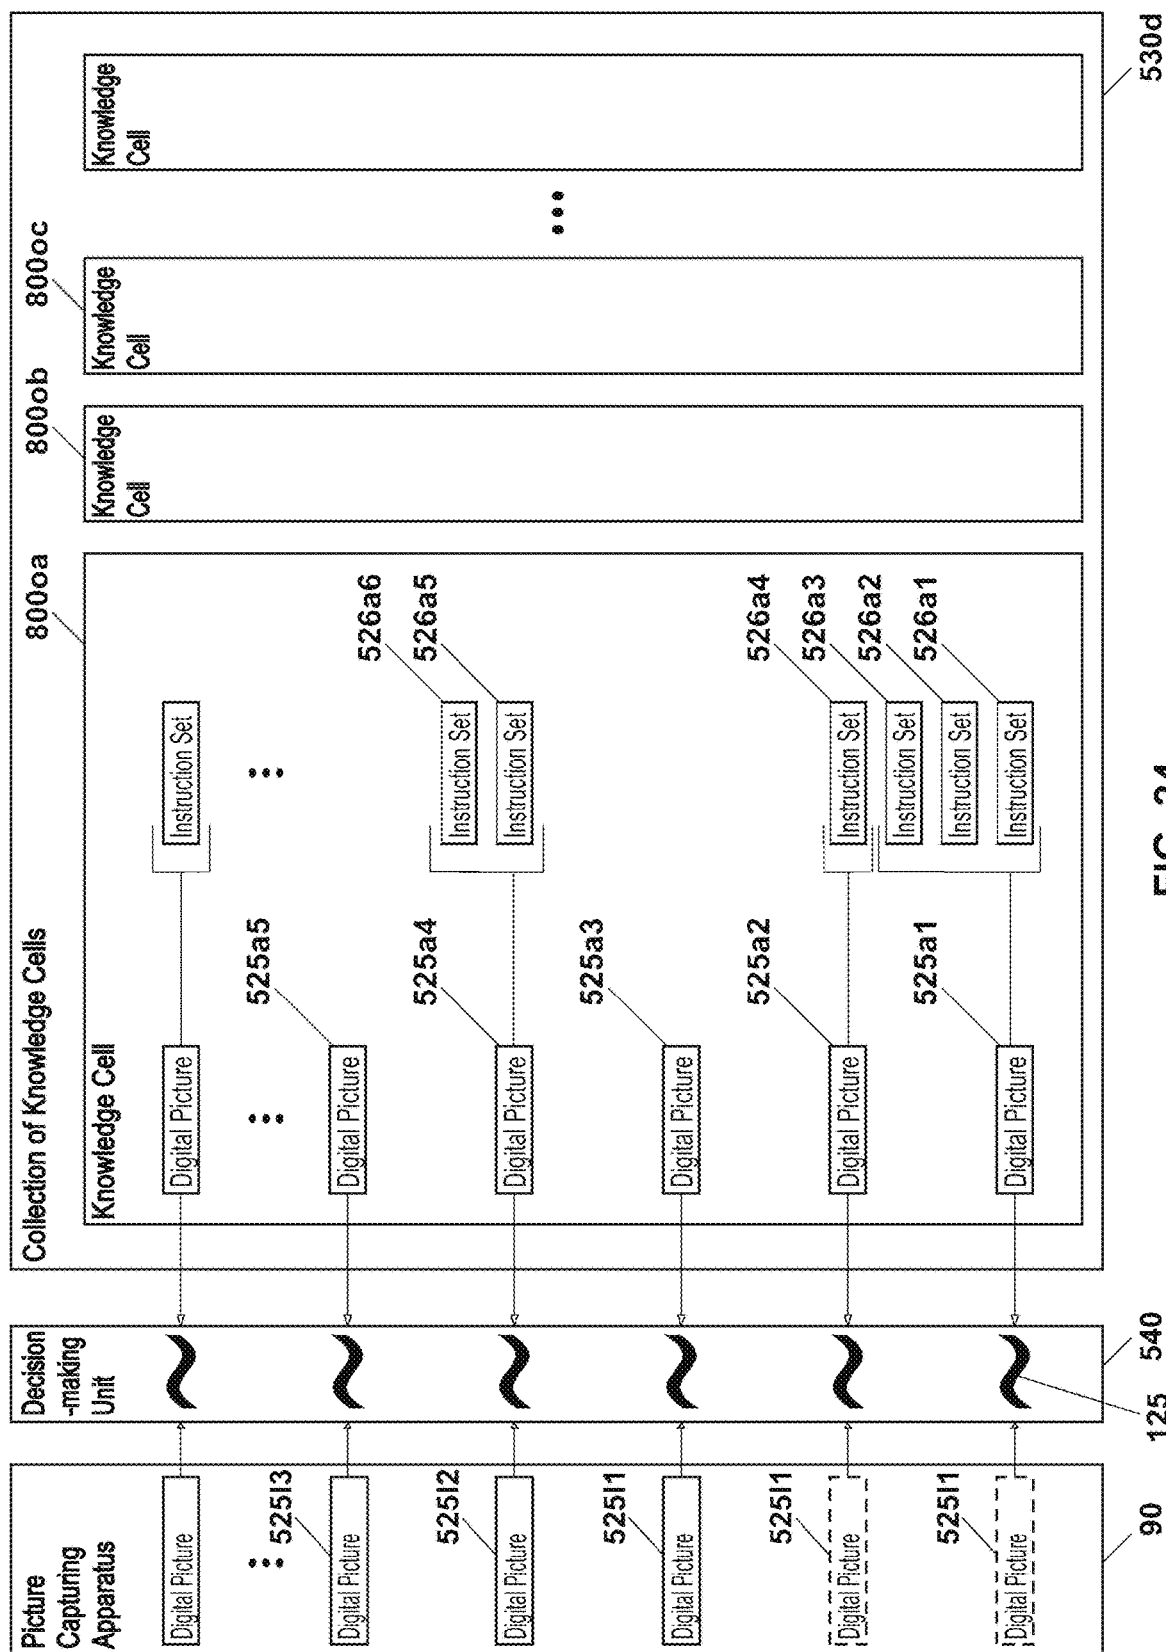 Picture
Capturing
Apparatus
Digital Picture
525l3
Digital Picture
525l2
Digital Picture
525l1
Digital Picture
525l1
Digital Picture
525l1
Digital Picture
90
Decision
-making
Unit
125
540
Collection of Knowledge Cells
Knowledge Cell
800oa
Digital Picture
Instruction Set
525a5
Digital Picture
525a4
Digital Picture
Instruction Set
526a6
Instruction Set
526a5
525a3
Digital Picture
525a2
Digital Picture
Instruction Set
526a4
525a1
Digital Picture
Instruction Set
526a3
Instruction Set
526a2
Instruction Set
526a1
Knowledge
Cell
800ob
Knowledge
Cell
800oc
Knowledge
Cell
530d